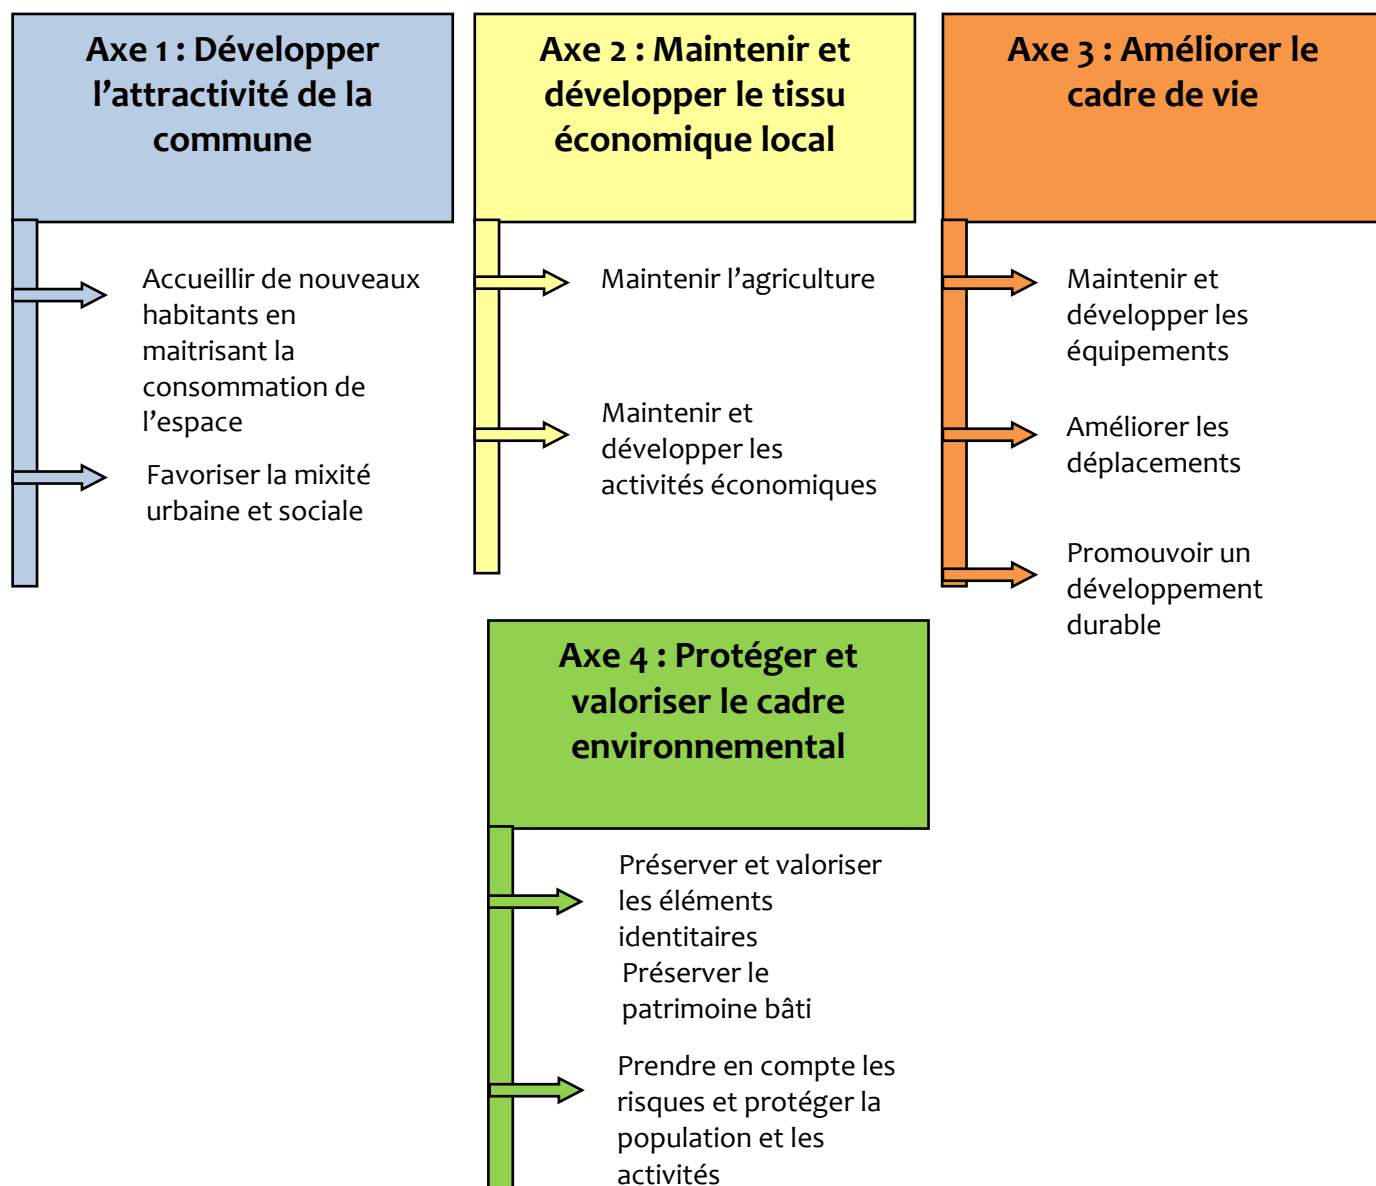 Axe 1 : Développer
l’attractivité de la
commune
Accueillir de nouveaux
habitants en
maitrisant la
consommation de
l’espace
Favoriser la mixité
urbaine et sociale
Axe 2 : Maintenir et
développer le tissu
économique local
Maintenir l’agriculture
Maintenir et
développer les
activités économiques
Axe 3 : Améliorer le
cadre de vie
Maintenir et
développer les
équipements
Améliorer les
déplacements
Promouvoir un
développement
durable
Axe 4 : Protéger et
valoriser le cadre
environnemental
Préserver et valoriser
les éléments
identitaires
Préserver le
patrimoine bâti
Prendre en compte les
risques et protéger la
population et les
activités